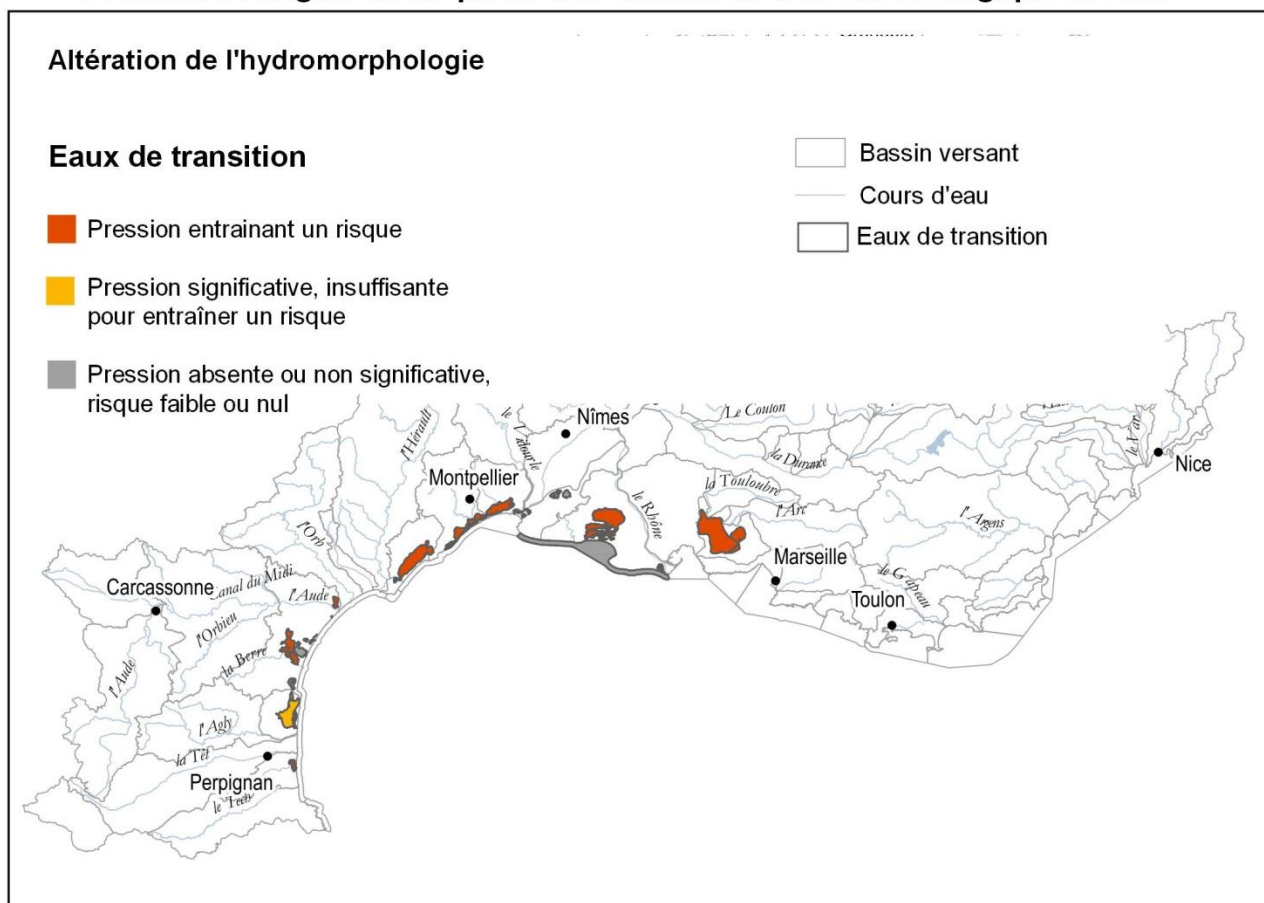 Altération de l'hydromorphologie
Eaux de transition
Pression entrainant un risque
Pression significative, insuffisante
pour entraîner un risque
Pression absente ou non significative,
risque faible ou nul
Bassin versant
Cours d'eau
Eaux de transition
Nîmes
Le Coulon
le Var
l'Hérault
le Vidourle
la Durance
Nice
Montpellier
la Touloubre
le Rhône
l'Arc
l'Argens
l'Orb
Marseille
Carcassonne
Canal du Midi
l'Aude
le Gapeau
Toulon
l'Orbieu
la Berre
l'Aude
l'Agly
la Têt
Perpignan
le Tech